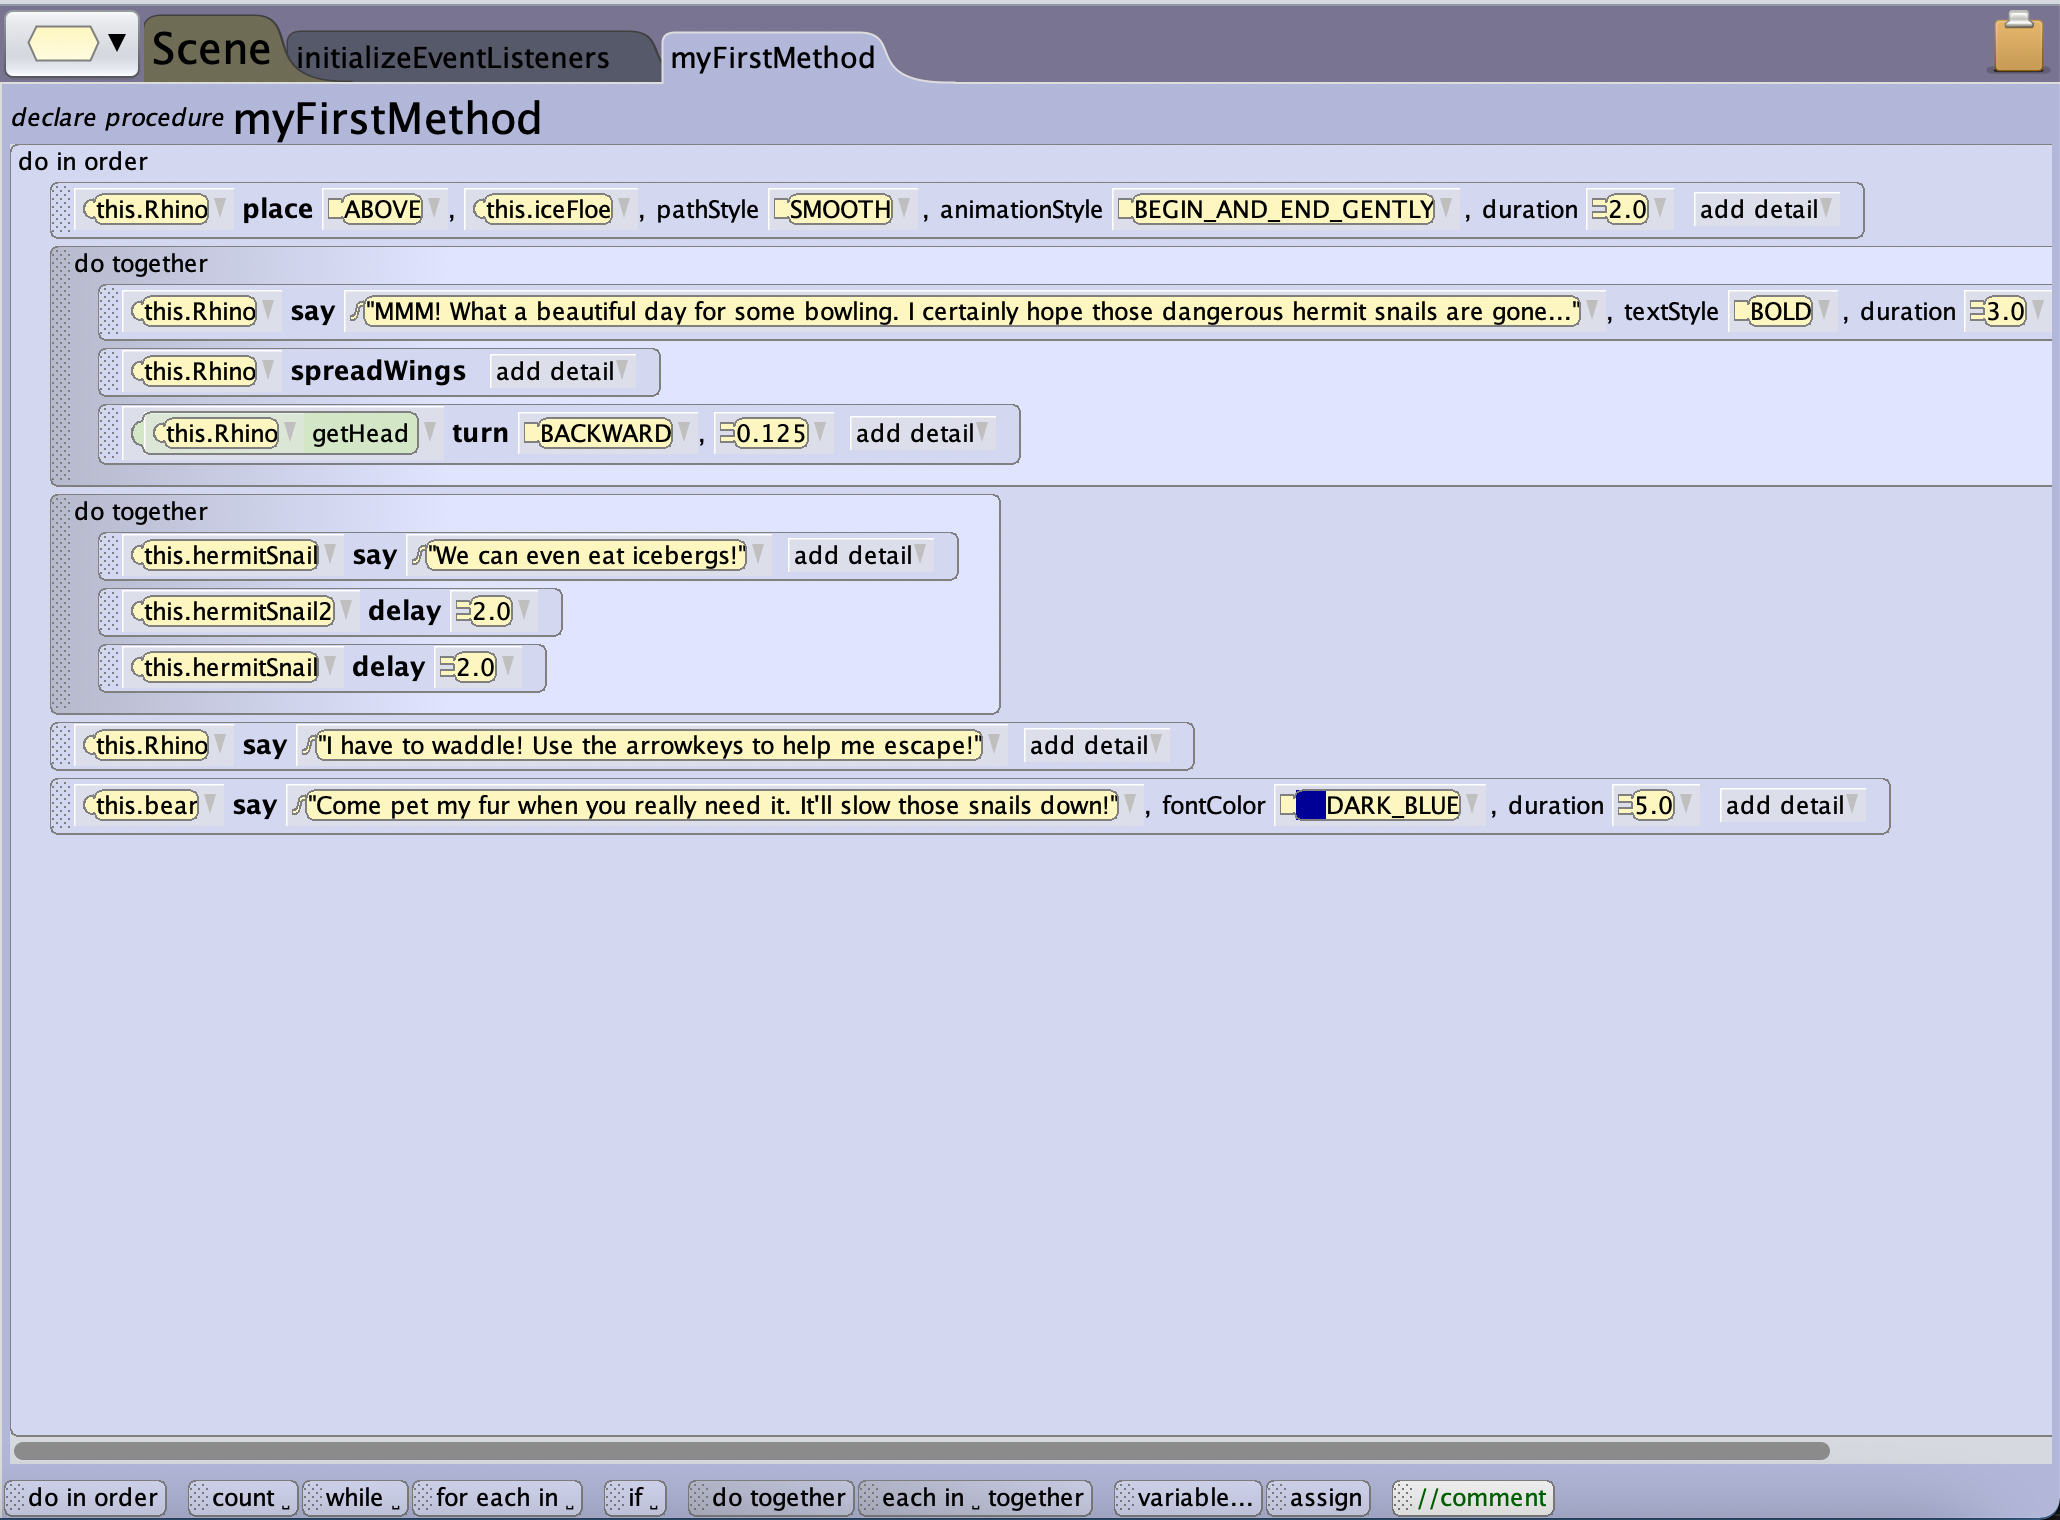 Scene initializeEventListeners myFirstMethod
declare procedure myFirstMethod
do in order
this.Rhino place ABOVE , this.iceFloe , pathStyle SMOOTH , animationStyle BEGIN_AND_END_GENTLY , duration 2.0 add detail
do together
this.Rhino say "MMM! What a beautiful day for some bowling. I certainly hope those dangerous hermit snails are gone..." , textStyle BOLD , duration 3.0
this.Rhino spreadWings add detail
this.Rhino getHead turn BACKWARD , 0.125 add detail
do together
this.hermitSnail say "We can even eat icebergs!" add detail
this.hermitSnail2 delay 2.0
this.hermitSnail delay 2.0
this.Rhino say "I have to waddle! Use the arrowkeys to help me escape!" add detail
this.bear say "Come pet my fur when you really need it. It'll slow those snails down!" , fontColor DARK_BLUE , duration 5.0 add detail
do in order count ˽ while ˽ for each in ˽ if ˽ do together each in ˽ together variable... assign //comment